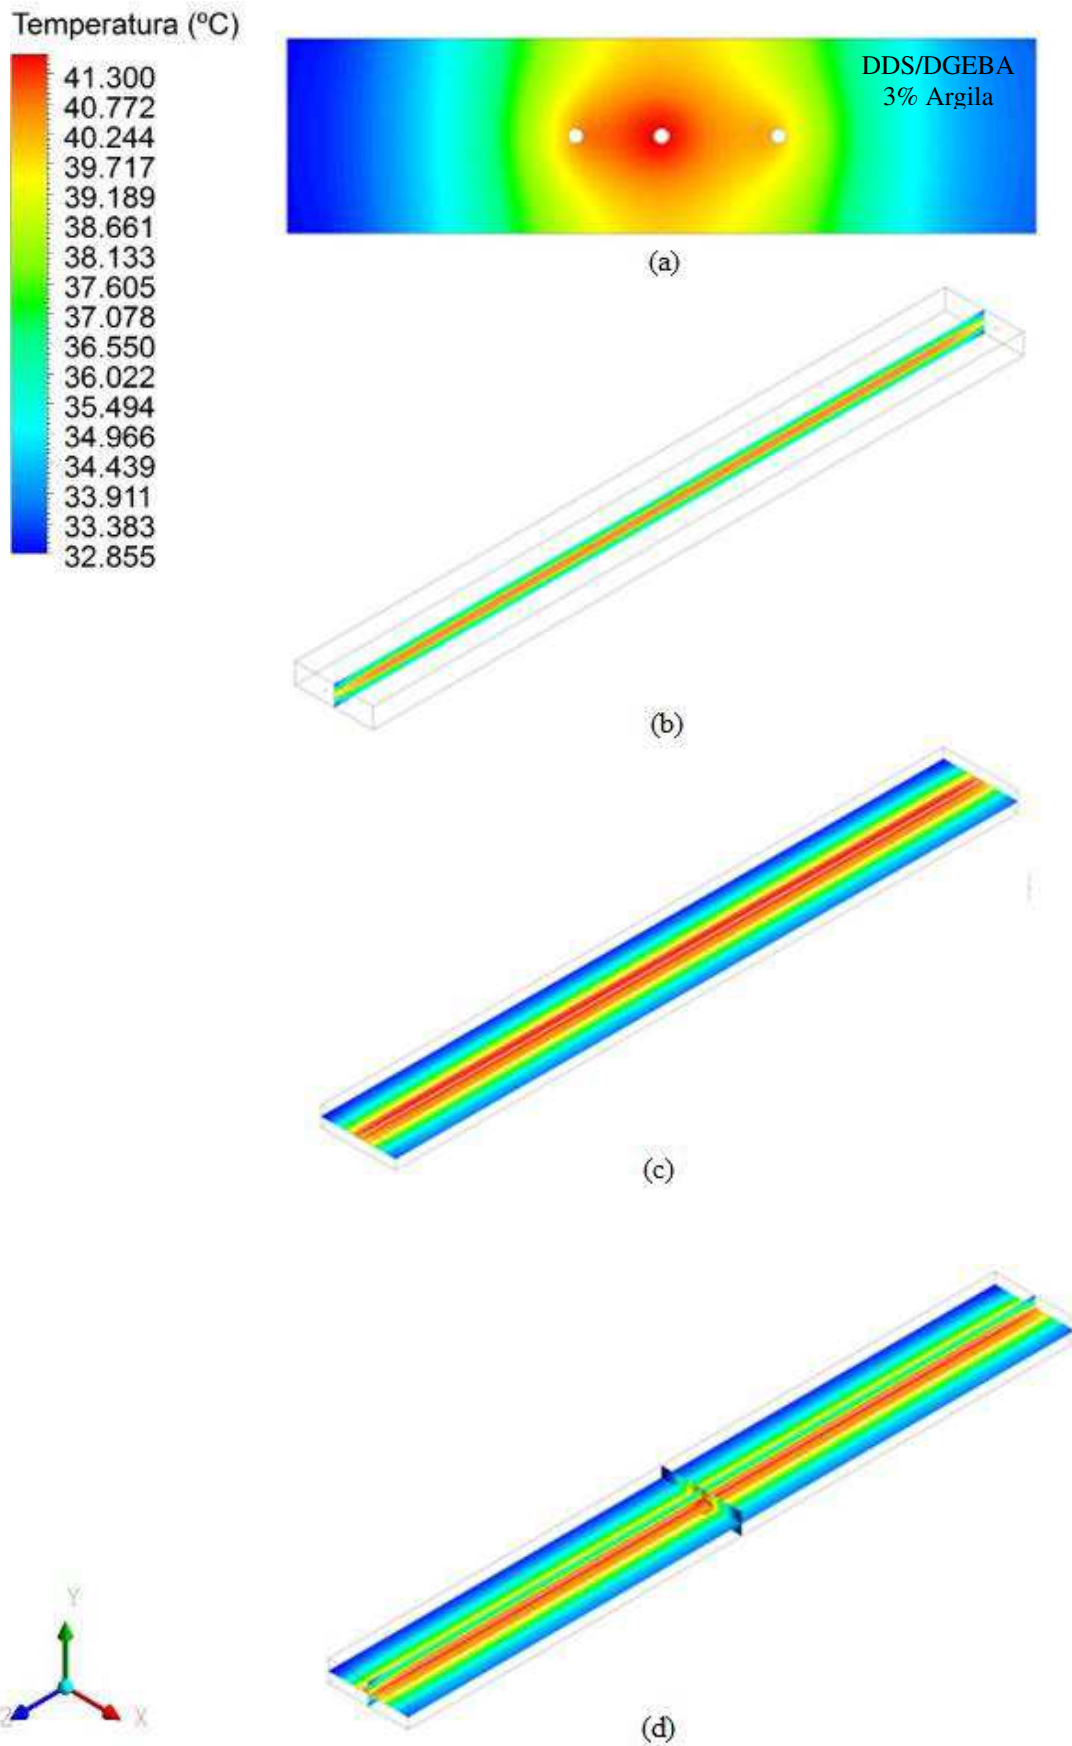 Temperatura (ºC)
41.300
40.772
40.244
39.717
39.189
38.661
38.133
37.605
37.078
36.550
36.022
35.494
34.966
34.439
33.911
33.383
32.855
DDS/DGEBA
3% Argila
(a)
(b)
(c)
(d)
Y
Z
X